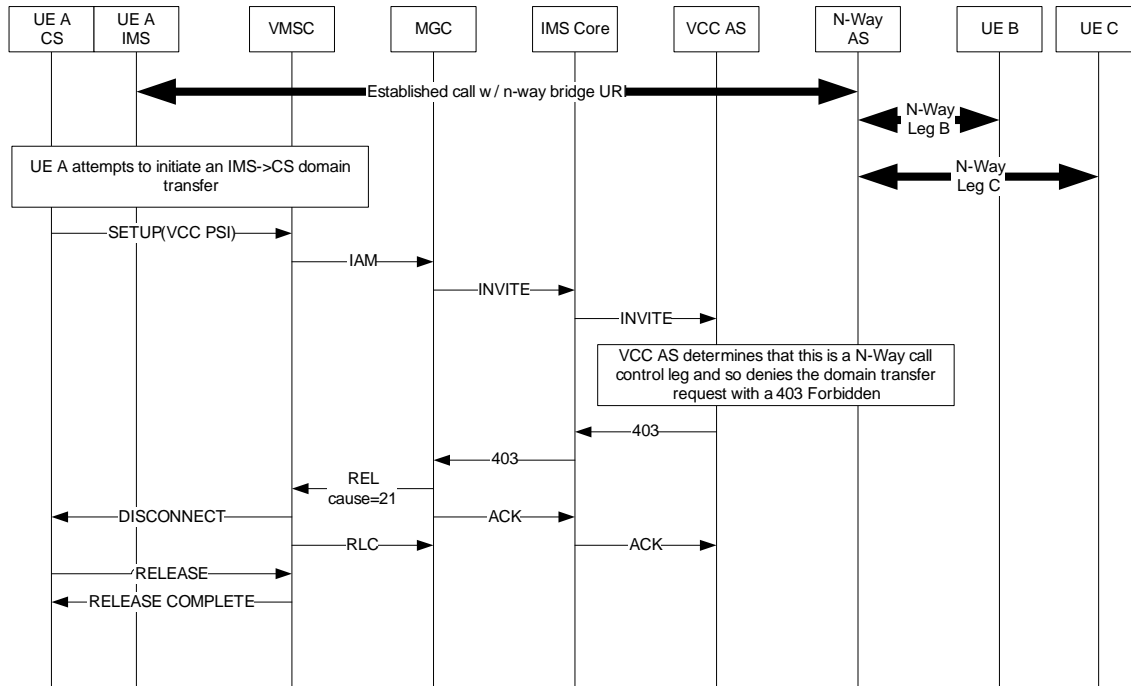 UE A
CS
UE A
IMS
VMSC
MGC
IMS Core
VCC AS
N-Way
AS
UE B
UE C
Established call w/ n-way bridge URI
N-Way
Leg B
UE A attempts to initiate an IMS->CS domain
transfer
N-Way
Leg C
SETUP(VCC PSI)
IAM
INVITE
INVITE
VCC AS determines that this is a N-Way call
control leg and so denies the domain transfer
request with a 403 Forbidden
403
403
REL
cause=21
DISCONNECT
ACK
RLC
ACK
RELEASE
RELEASE COMPLETE